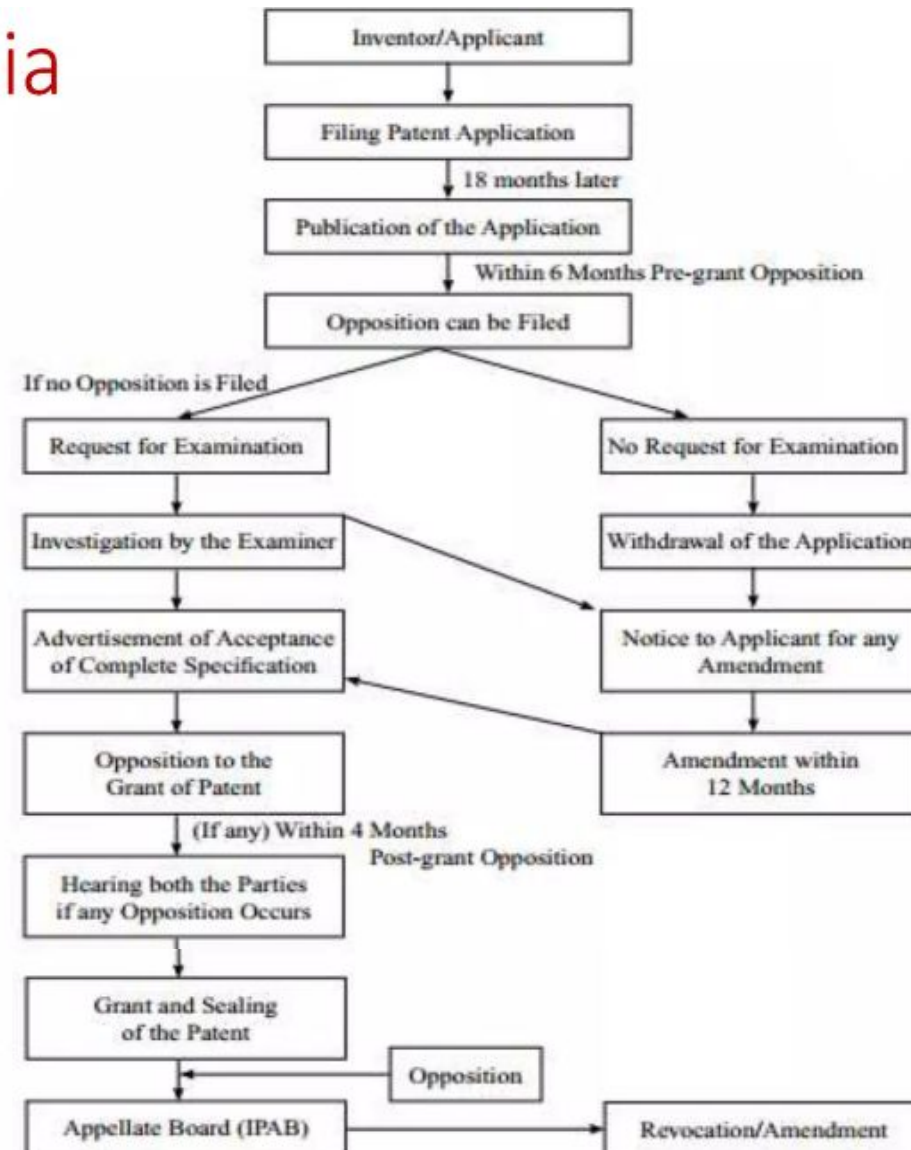 ia
Inventor/Applicant
Filing Patent Application
18 months later
Publication of the Application
Within 6 Months Pre-grant Opposition
Opposition can be Filed
If no Opposition is Filed
Request for Examination
No Request for Examination
Investigation by the Examiner
Withdrawal of the Application
Advertisement of Acceptance
of Complete Specification
Notice to Applicant for any
Amendment
Opposition to the
Grant of Patent
Amendment within
12 Months
(If any) Within 4 Months
Post-grant Opposition
Hearing both the Parties
if any Opposition Occurs
Grant and Sealing
of the Patent
Opposition
Appellate Board (IPAB)
Revocation/Amendment